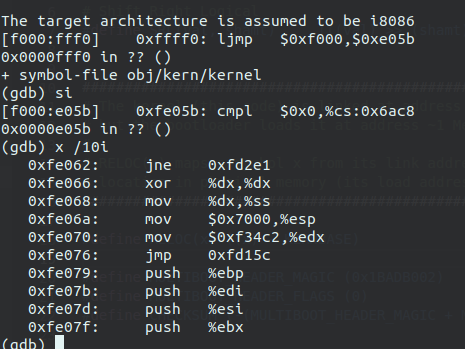 The target architecture is assumed to be i8086
[f000:fff0]    0xffff0: ljmp   $0xf000,$0xe05b
0x0000fff0 in ?? ()
+ symbol-file obj/kern/kernel
(gdb) si
[f000:e05b]    0xfe05b: cmpl   $0x0,%cs:0x6ac8
0x0000e05b in ?? ()
(gdb) x /10i
   0xfe062:     jne    0xfd2e1
   0xfe066:     xor    %dx,%dx
   0xfe068:     mov    %dx,%ss
   0xfe06a:     mov    $0x7000,%esp
   0xfe070:     mov    $0xf34c2,%edx
   0xfe076:     jmp    0xfd15c
   0xfe079:     push   %ebp
   0xfe07b:     push   %edi
   0xfe07d:     push   %esi
   0xfe07f:     push   %ebx
(gdb)